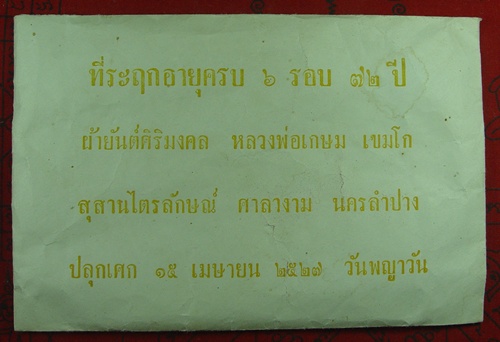 ที่ระฤกอายุครบ ๖ รอบ ๗๒ ปี
ผ้ายันต์คิริมงคล หลวงพ่อเกษม เขมโก
สุสานไตรลักษณ์ ศาลางาม นครลำปาง
ปลุกเศก ๑๕ เมษายน ๒๕๒๗ วันพญาวัน